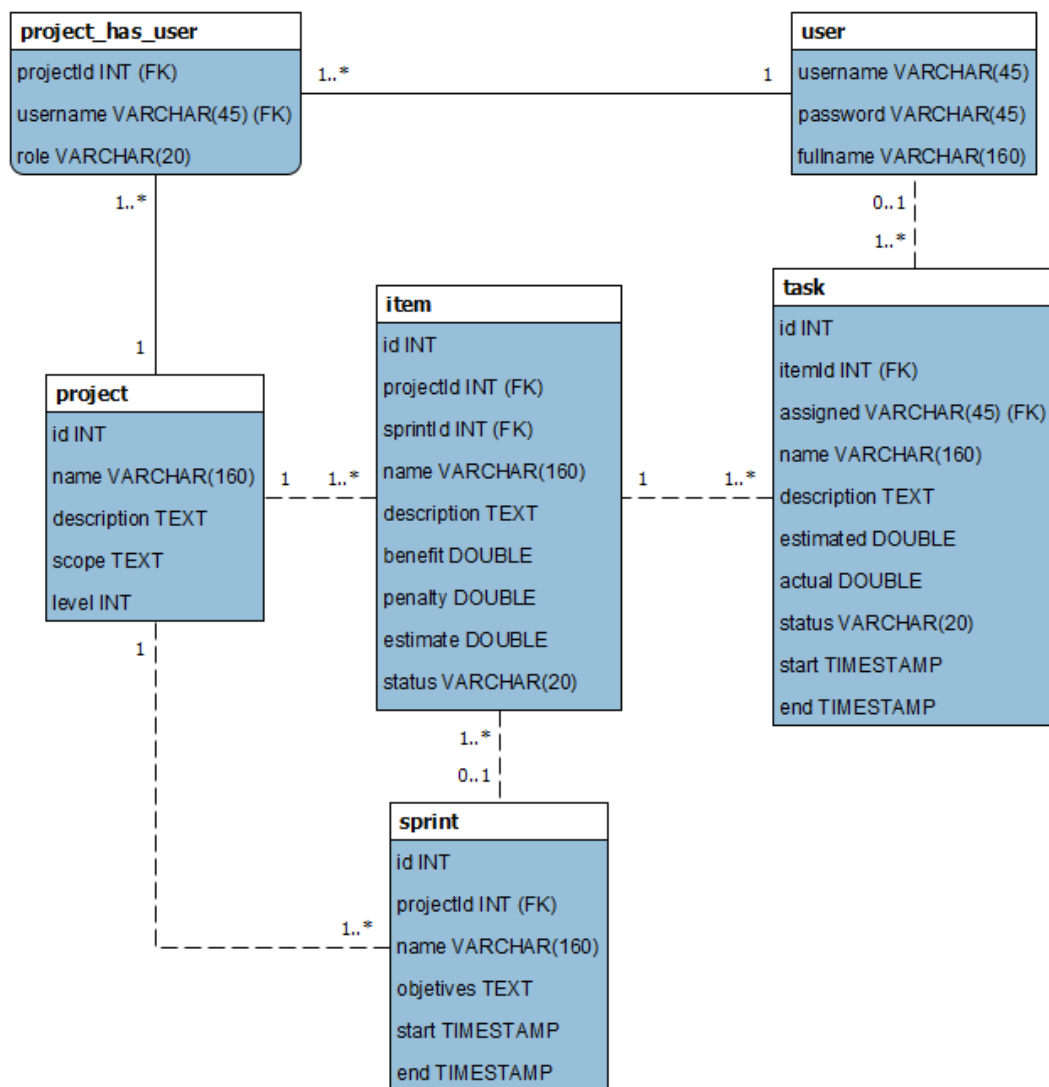 project_has_user
projectId INT (FK)
username VARCHAR(45) (FK)
role VARCHAR(20)
1..*
1
user
username VARCHAR(45)
password VARCHAR(45)
fullname VARCHAR(160)
1..*
1
0..1
1..*
project
id INT
name VARCHAR(160)
description TEXT
scope TEXT
level INT
1
1..*
item
id INT
projectId INT (FK)
sprintId INT (FK)
name VARCHAR(160)
description TEXT
benefit DOUBLE
penalty DOUBLE
estimate DOUBLE
status VARCHAR(20)
1
1..*
task
id INT
itemId INT (FK)
assigned VARCHAR(45) (FK)
name VARCHAR(160)
description TEXT
estimated DOUBLE
actual DOUBLE
status VARCHAR(20)
start TIMESTAMP
end TIMESTAMP
1
1..*
1..*
0..1
sprint
id INT
projectId INT (FK)
name VARCHAR(160)
objetives TEXT
start TIMESTAMP
end TIMESTAMP